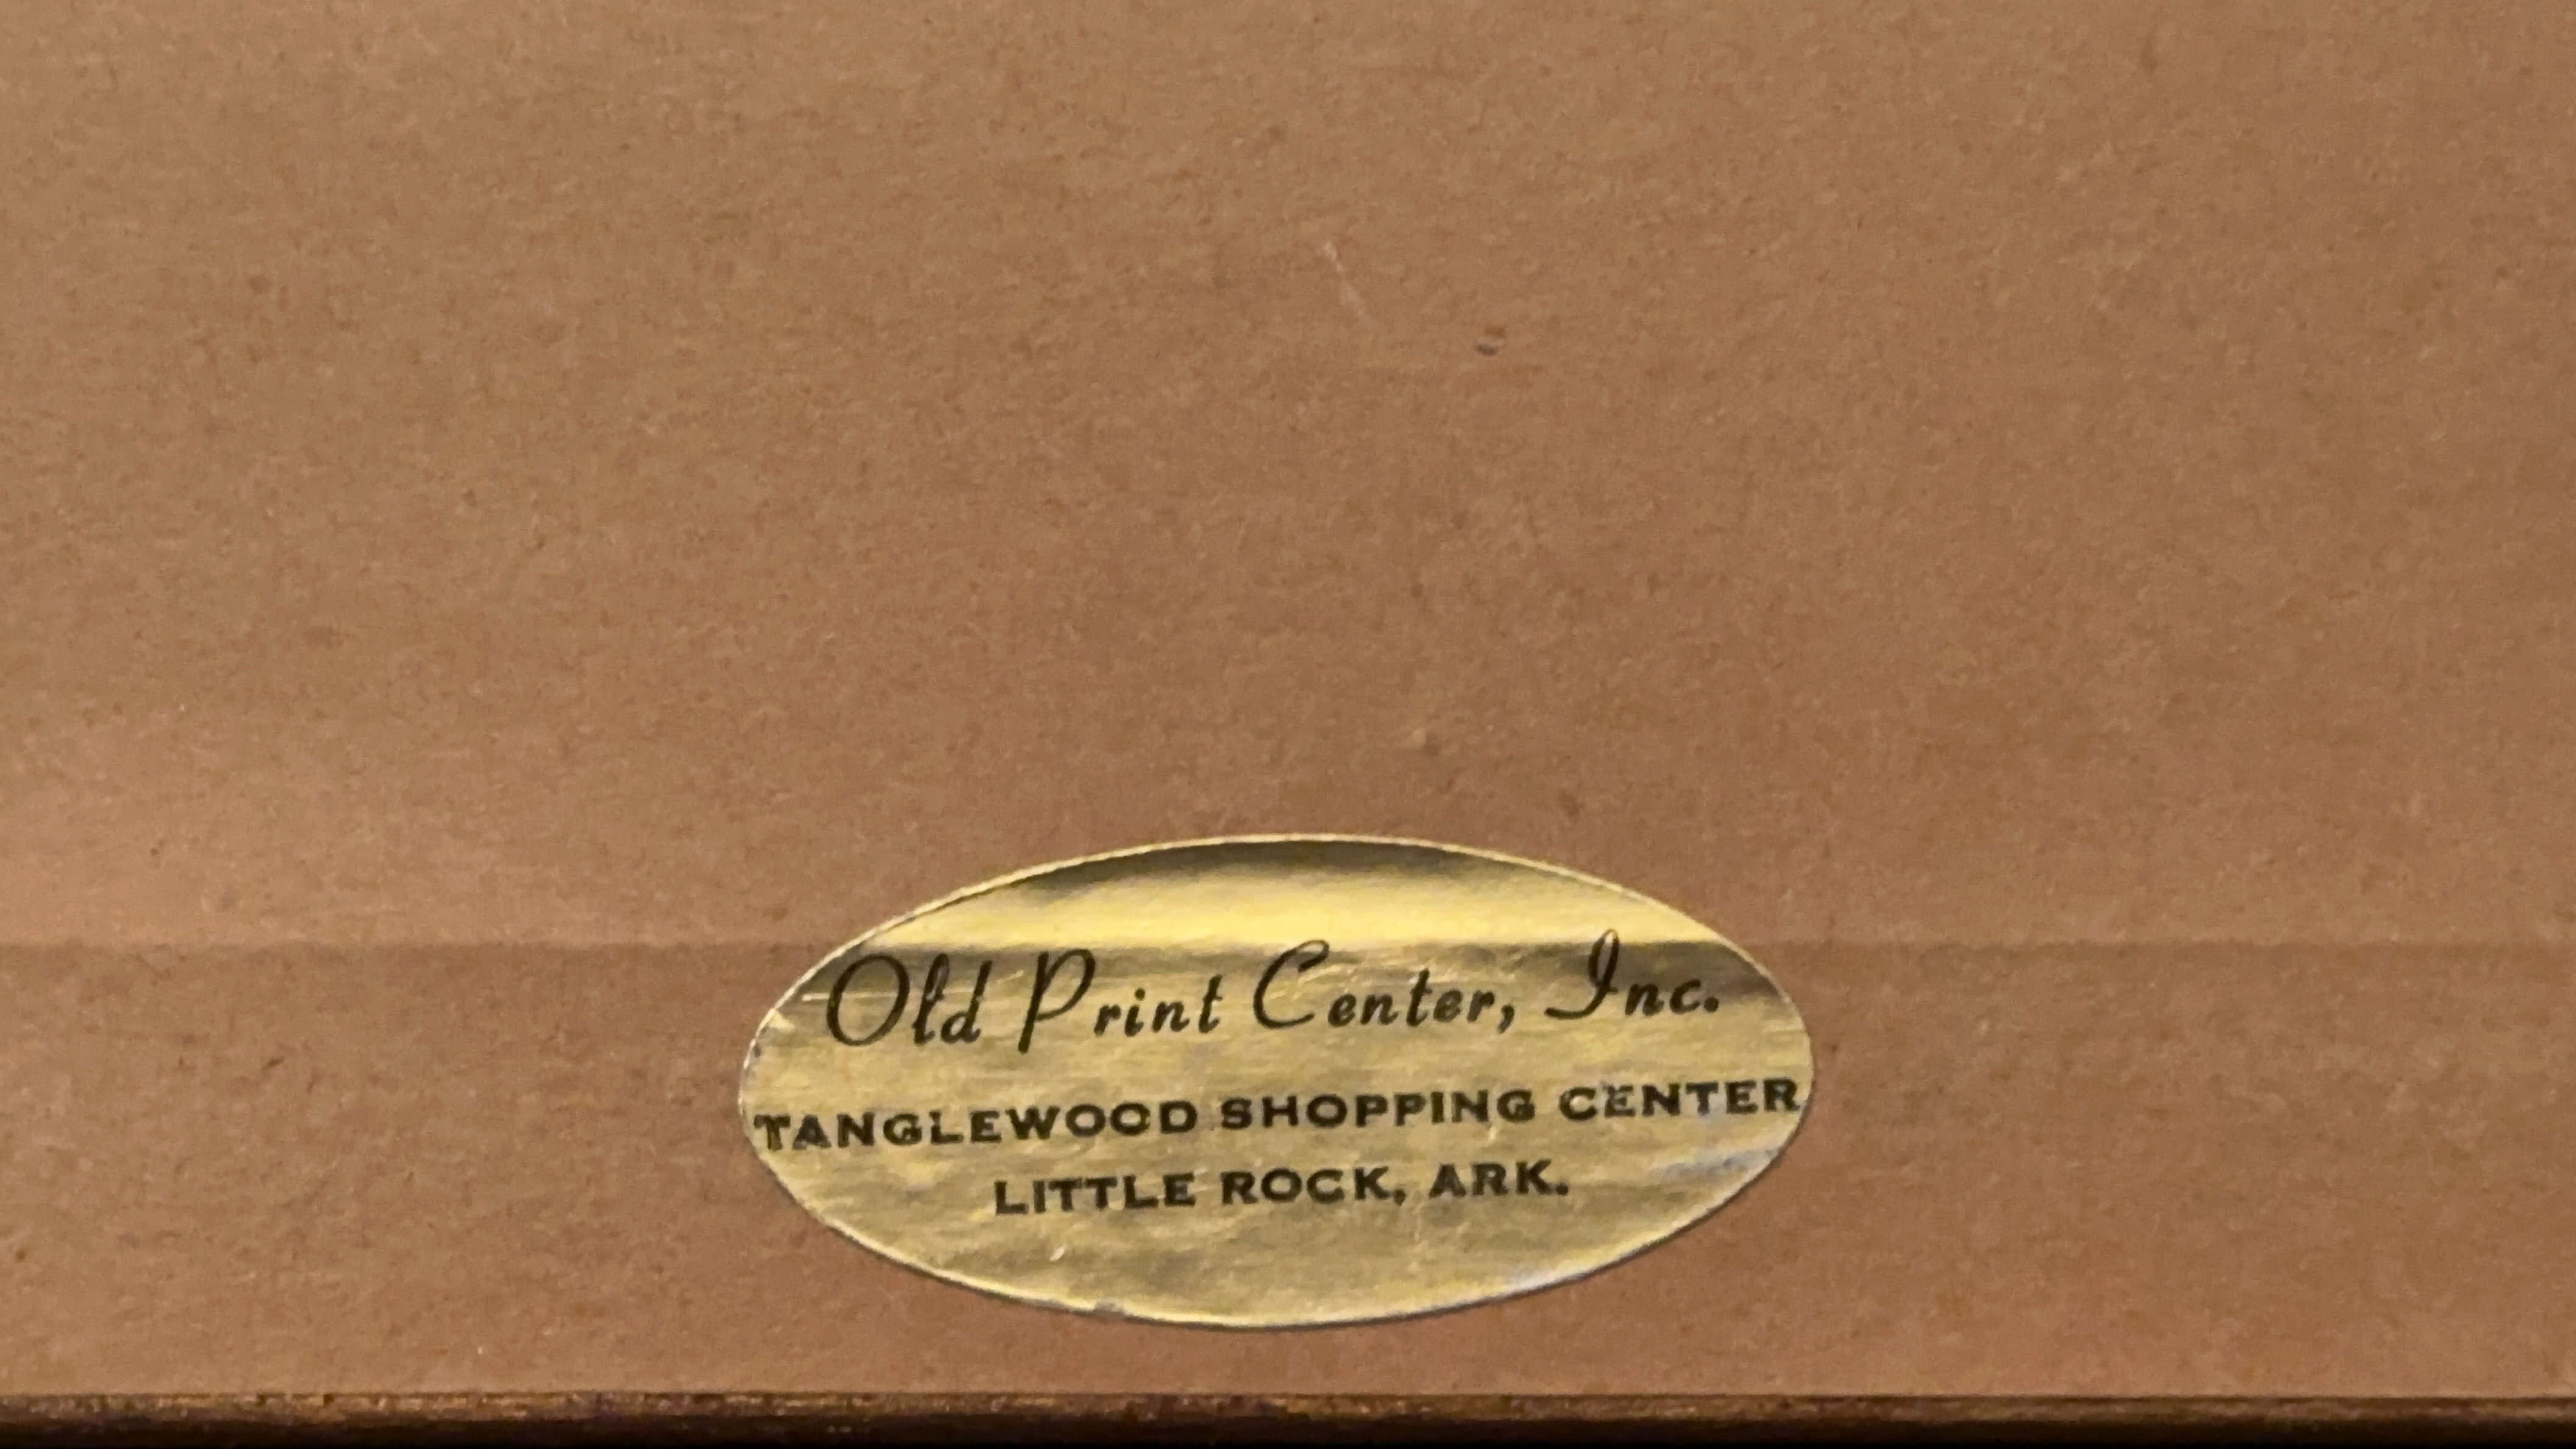 Old Print Center, Inc.
TANGLEWOOD SHOPPING CENTER
LITTLE ROCK, ARK.